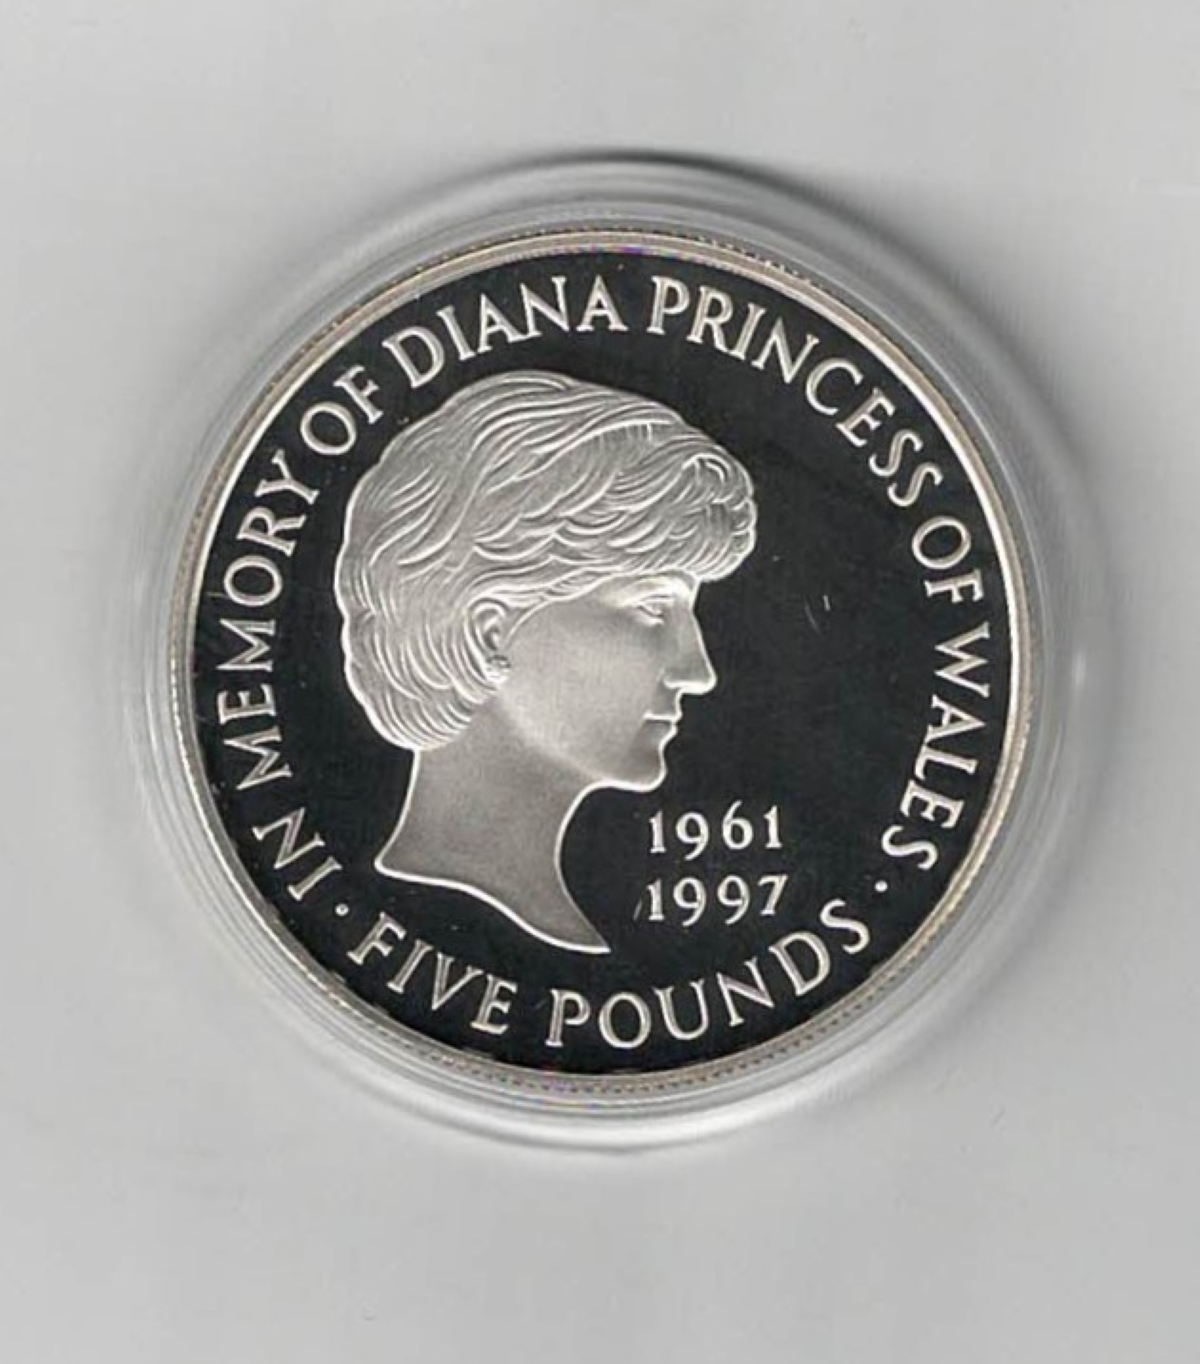 IN MEMORY OF DIANA PRINCESS OF WALES
1961
1997
· FIVE POUNDS ·